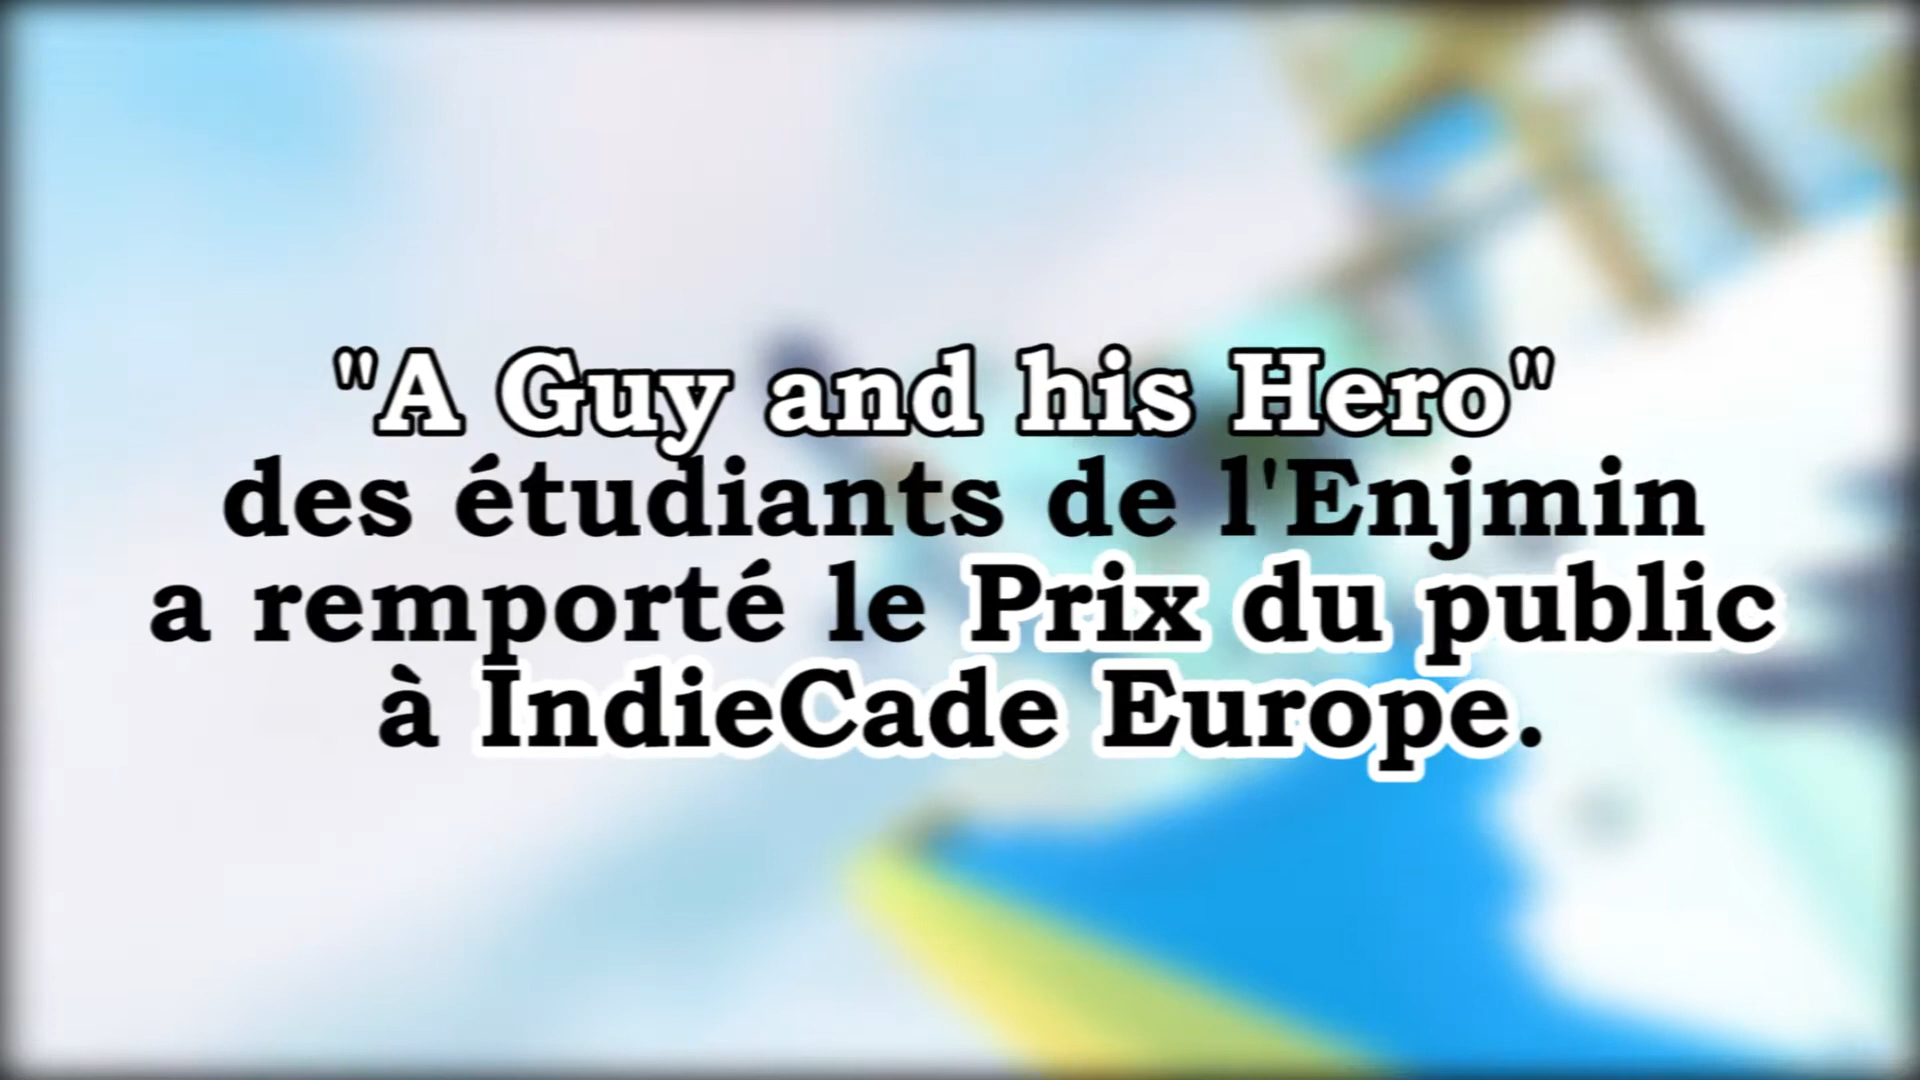 "A Guy and his Hero"
des étudiants de l'Enjmin
a remporté le Prix du public
à IndieCade Europe.